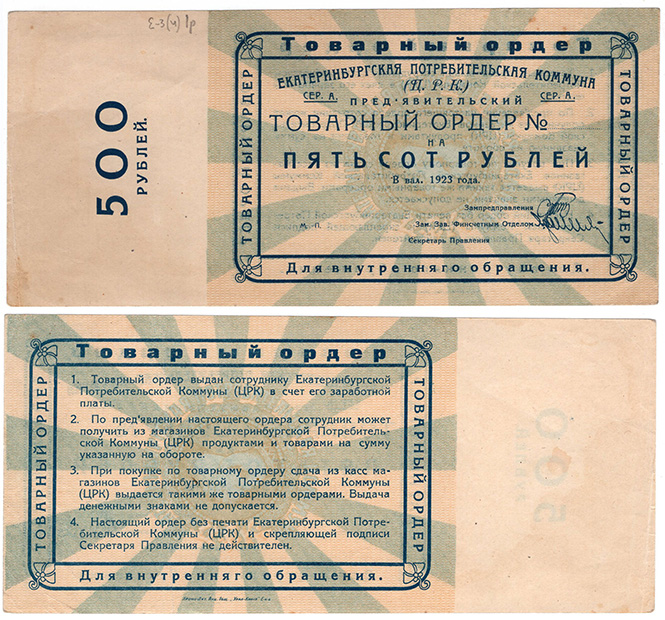 Е-3(ч) 1р
500
РУБЛЕЙ.
Товарный ордер
ТОВАРНЫЙ ОРДЕР
ЕКАТЕРИНБУРГСКАЯ ПОТРЕБИТЕЛЬСКАЯ КОММУНА
(Ц. Р. К.)
СЕР. А. ПРЕД'ЯВИТЕЛЬСКИЙ СЕР. А.
ТОВАРНЫЙ ОРДЕР №
НА
ПЯТЬСОТ РУБЛЕЙ
В вал. 1923 года.
Зампредправления
М. П. Зам. Зав. Финсчетным Отделом
Секретарь Правления
ТОВАРНЫЙ ОРДЕР
Для внутренняго обращения.
Товарный ордер
ТОВАРНЫЙ ОРДЕР
1. Товарный ордер выдан сотруднику Екатеринбургской
Потребительской Коммуны (ЦРК) в счет его заработной
платы.
2. По пред'явлении настоящего ордера сотрудник может
получить из магазинов Екатеринбургской Потребитель-
ской Коммуны (ЦРК) продуктами и товарами на сумму
указанную на обороте.
3. При покупке по товарному ордеру сдача из касс ма-
газинов Екатеринбургской Потребительской Коммуны
(ЦРК) выдается такими же товарными ордерами. Выдача
денежными знаками не допускается.
4. Настоящий ордер без печати Екатеринбургской Потре-
бительской Коммуны (ЦРК) и скрепляющей подписи
Секретаря Правления не действителен.
ТОВАРНЫЙ ОРДЕР
Для внутренняго обращения.